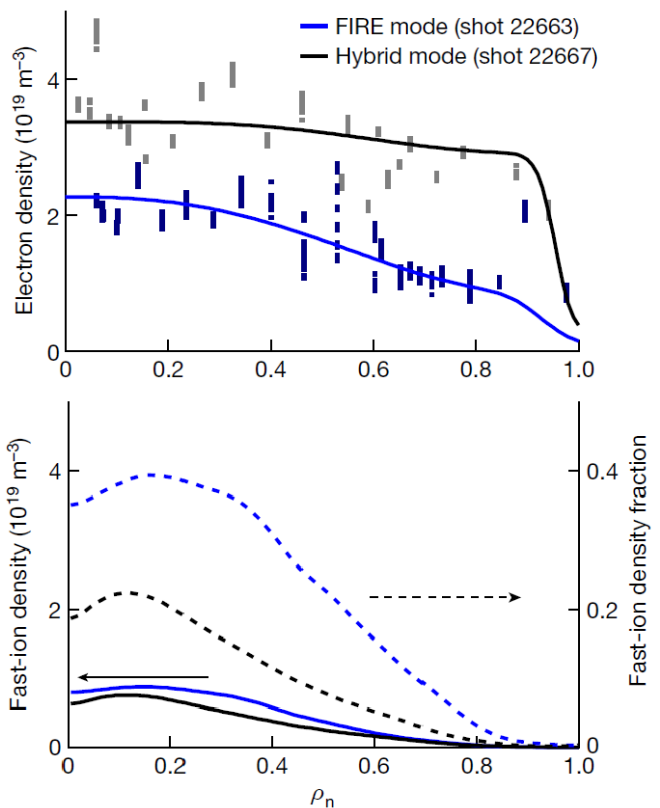 FIRE mode (shot 22663)
Hybrid mode (shot 22667)
Electron density (10¹⁹ m⁻³)
4
2
0
0 0.2 0.4 0.6 0.8 1.0
Fast-ion density (10¹⁹ m⁻³)
4
2
0
0.4
0.2
0
Fast-ion density fraction
0 0.2 0.4 0.6 0.8 1.0
ρₙ